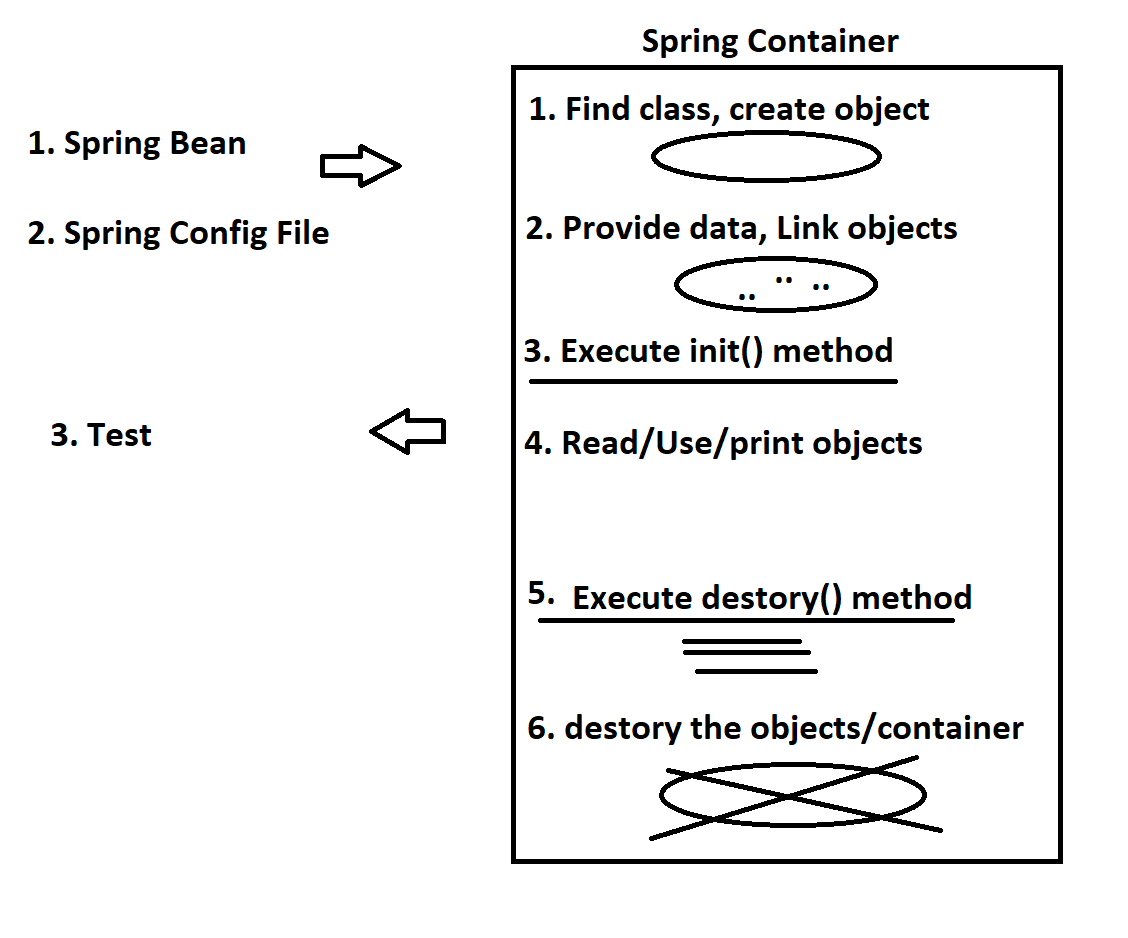 Spring Container
1. Spring Bean
2. Spring Config File
3. Test
1. Find class, create object
2. Provide data, Link objects
3. Execute init() method
4. Read/Use/print objects
5. Execute destory() method
6. destory the objects/container